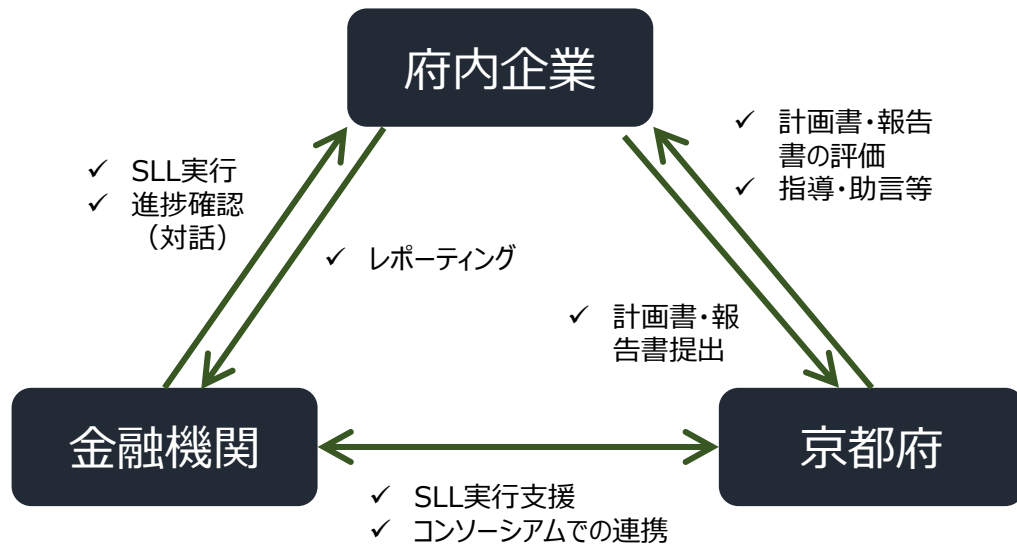 府内企業
✓ SLL実行
✓ 進捗確認
（対話）
✓ レポーティング
✓ 計画書・報告
書の評価
✓ 指導・助言等
✓ 計画書・報
告書提出
金融機関
京都府
✓ SLL実行支援
✓ コンソーシアムでの連携